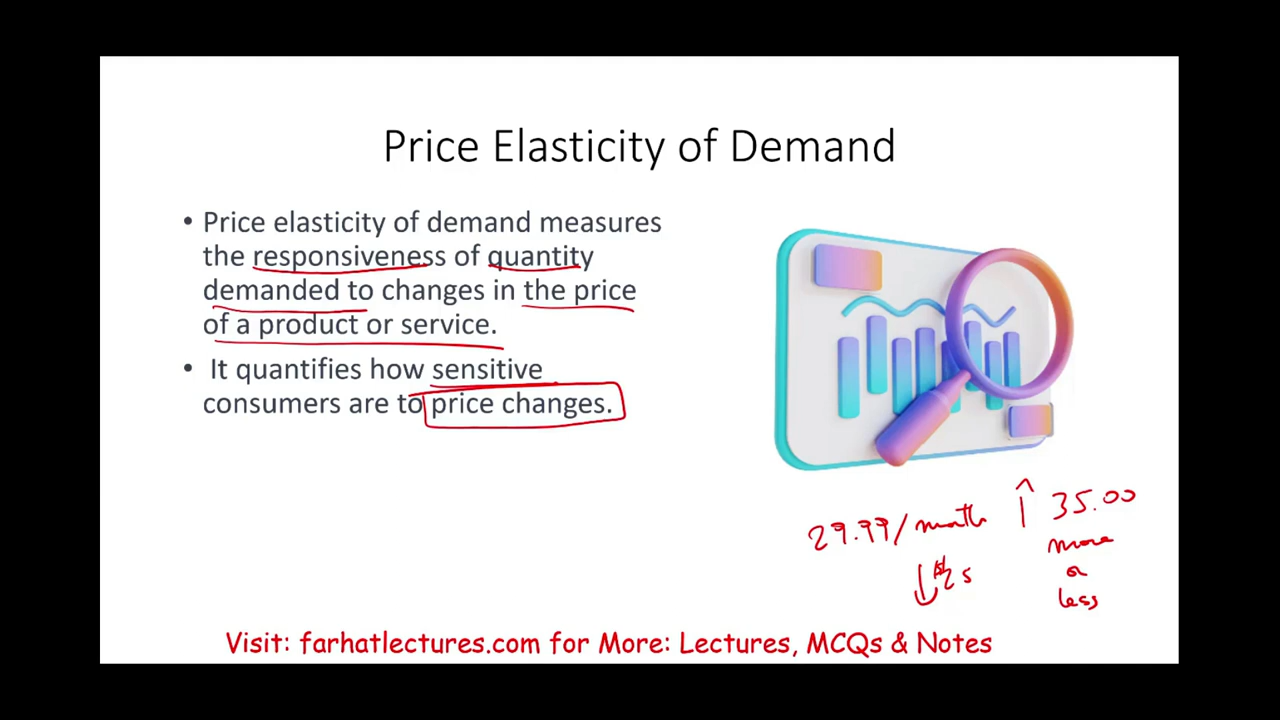 Price Elasticity of Demand
• Price elasticity of demand measures
the responsiveness of quantity
demanded to changes in the price
of a product or service.
• It quantifies how sensitive
consumers are to price changes.
29.99/month ↑ 35.00
more
or
less
Visit: farhatlectures.com for More: Lectures, MCQs & Notes